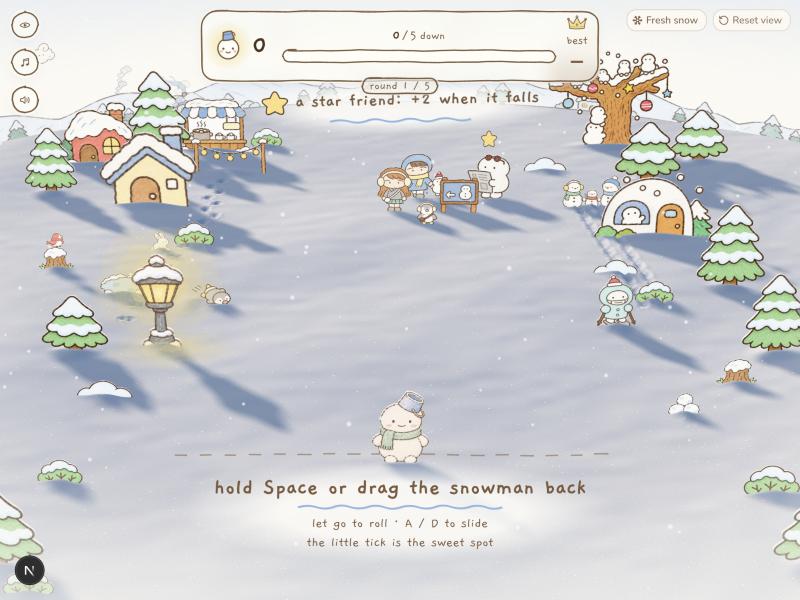 0
0 / 5 down
best
—
Fresh snow
Reset view
round 1 / 5
a star friend: +2 when it falls
hold Space or drag the snowman back
let go to roll · A / D to slide
the little tick is the sweet spot
N